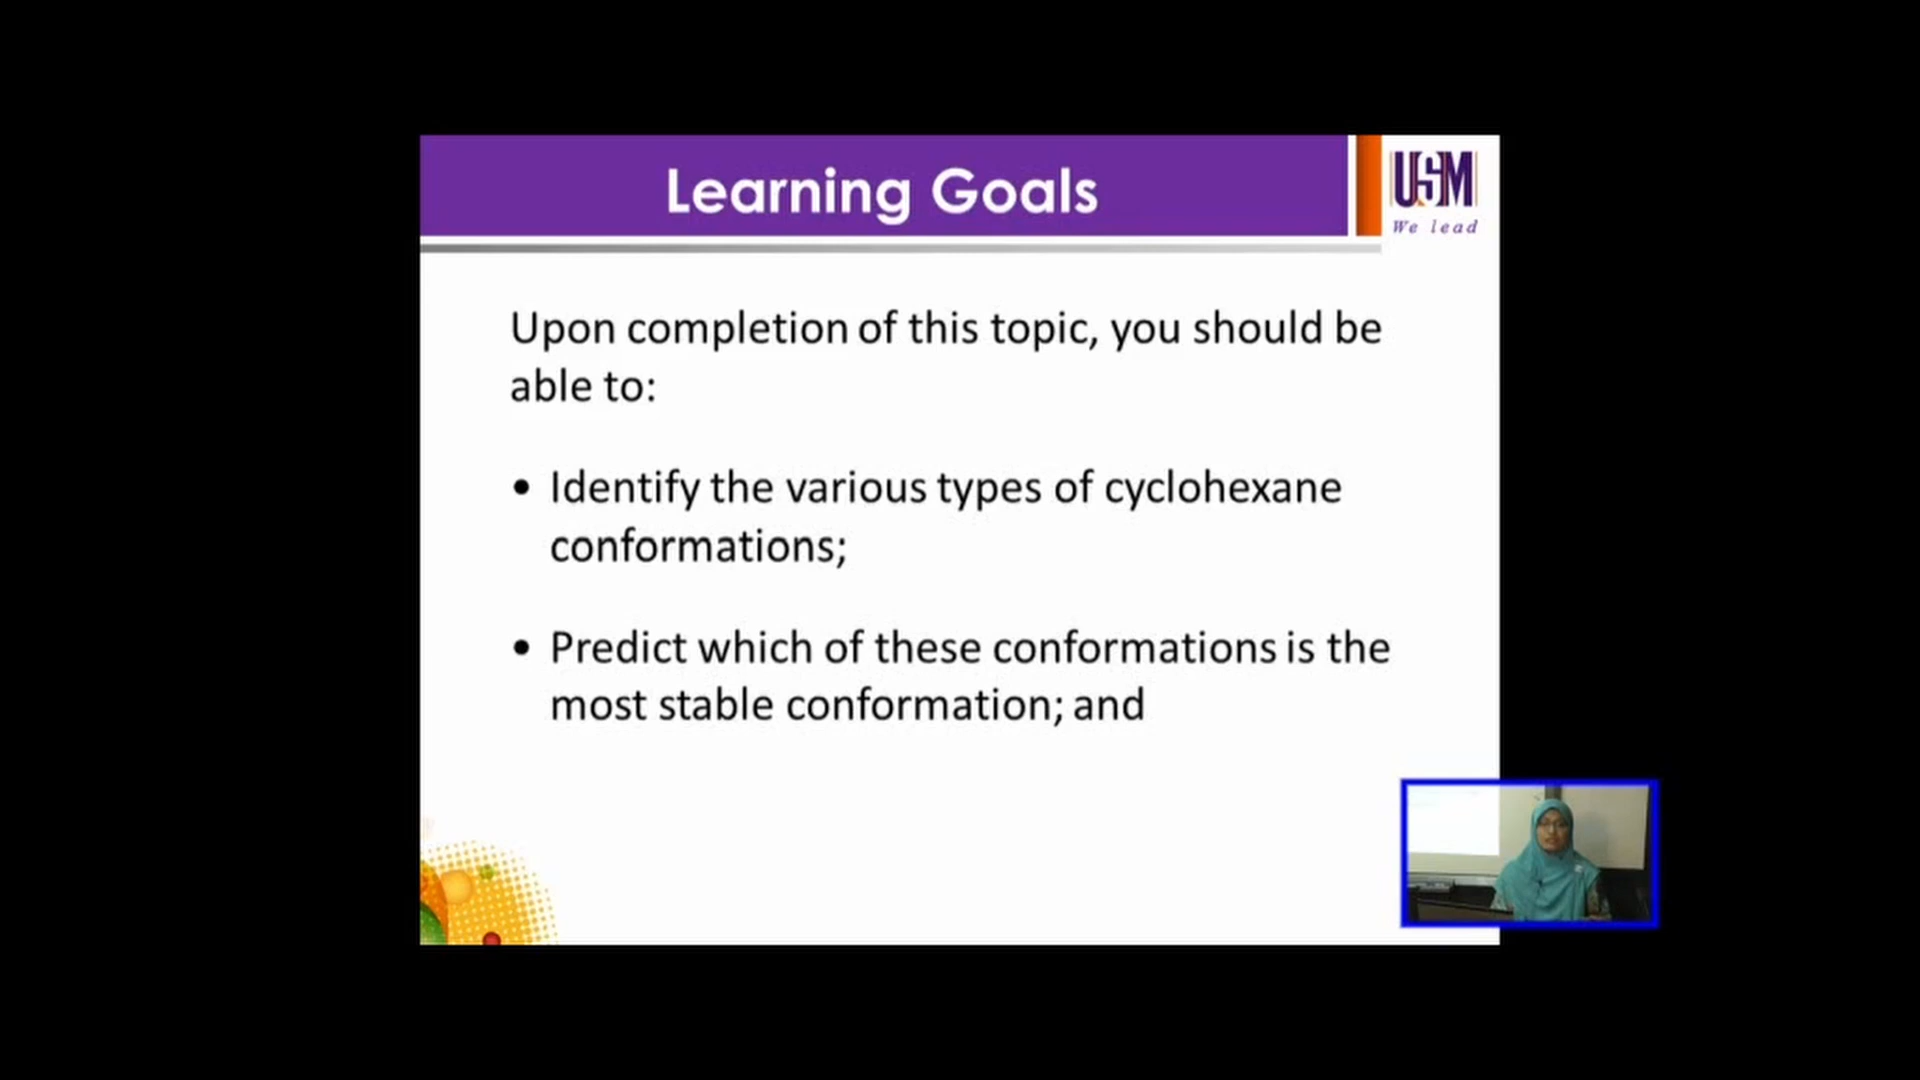 Learning Goals
USM
We lead
Upon completion of this topic, you should be
able to:
• Identify the various types of cyclohexane
conformations;
• Predict which of these conformations is the
most stable conformation; and